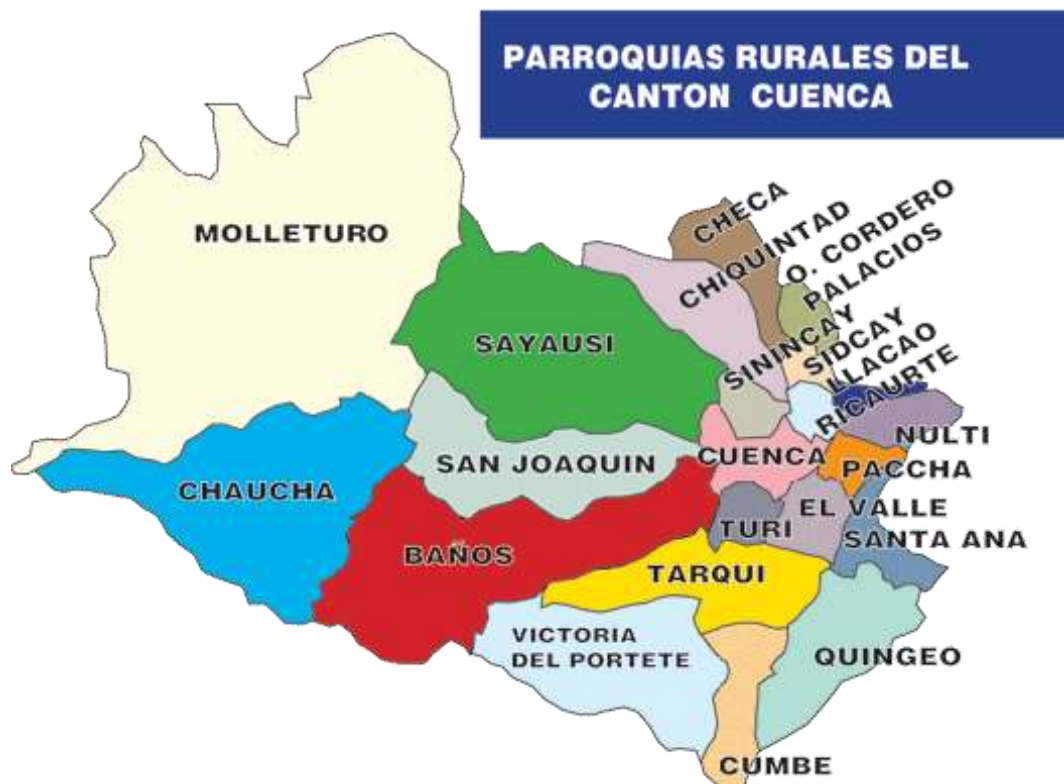 PARROQUIAS RURALES DEL
CANTON CUENCA
MOLLETURO
CHECA
CHIQUINTAD
O. CORDERO
PALACIOS
SAYAUSI
SININCAY
SIDCAY
LLACAO
RICAURTE
NULTI
SAN JOAQUIN
CUENCA
PACCHA
CHAUCHA
EL VALLE
TURI
SANTA ANA
BAÑOS
TARQUI
VICTORIA
DEL PORTETE
QUINGEO
CUMBE